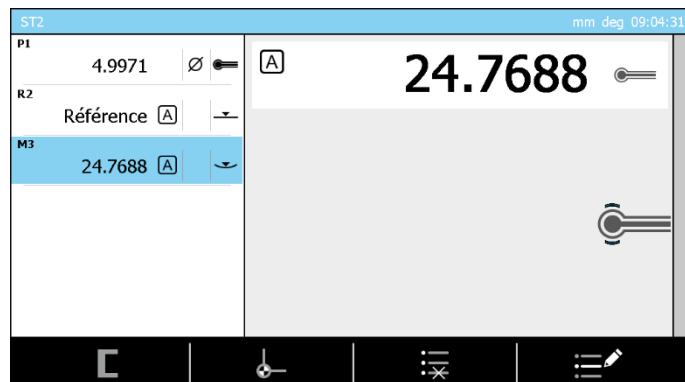 ST2 mm deg 09:04:31
P1
4.9971 Ø
R2
Référence A
M3
24.7688 A
A 24.7688